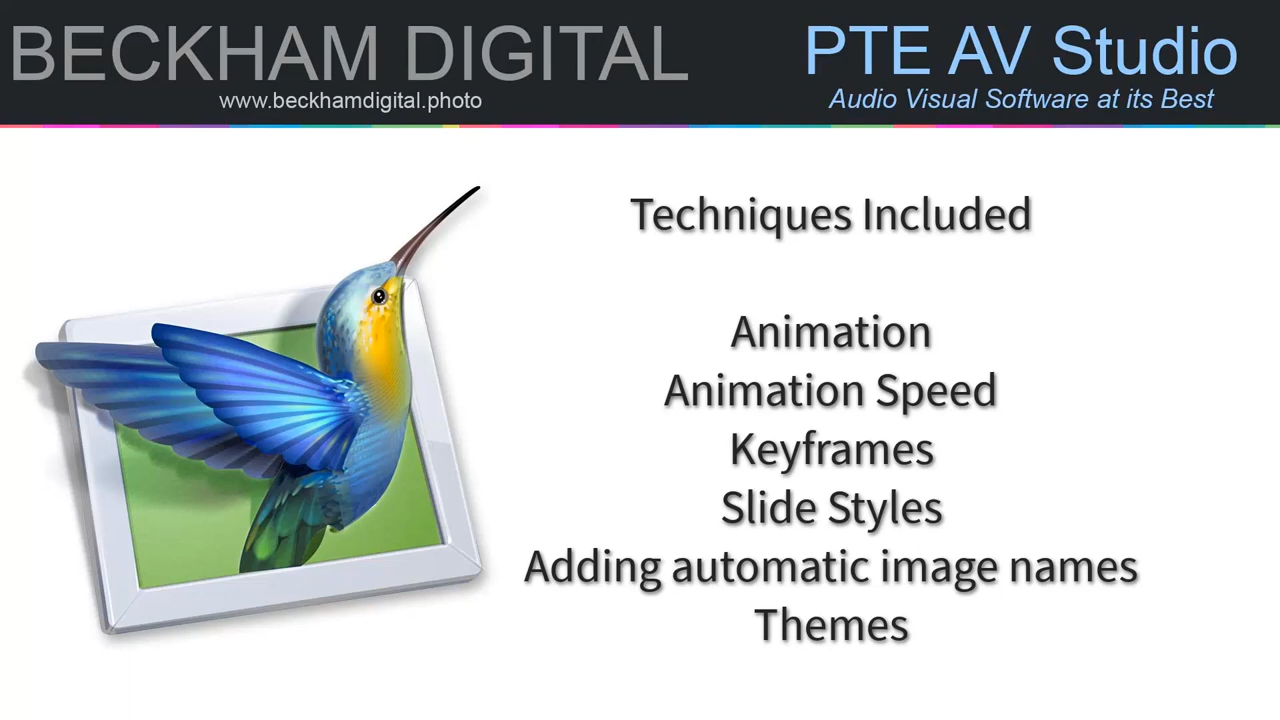 BECKHAM DIGITAL
www.beckhamdigital.photo
PTE AV Studio
Audio Visual Software at its Best
Techniques Included
Animation
Animation Speed
Keyframes
Slide Styles
Adding automatic image names
Themes